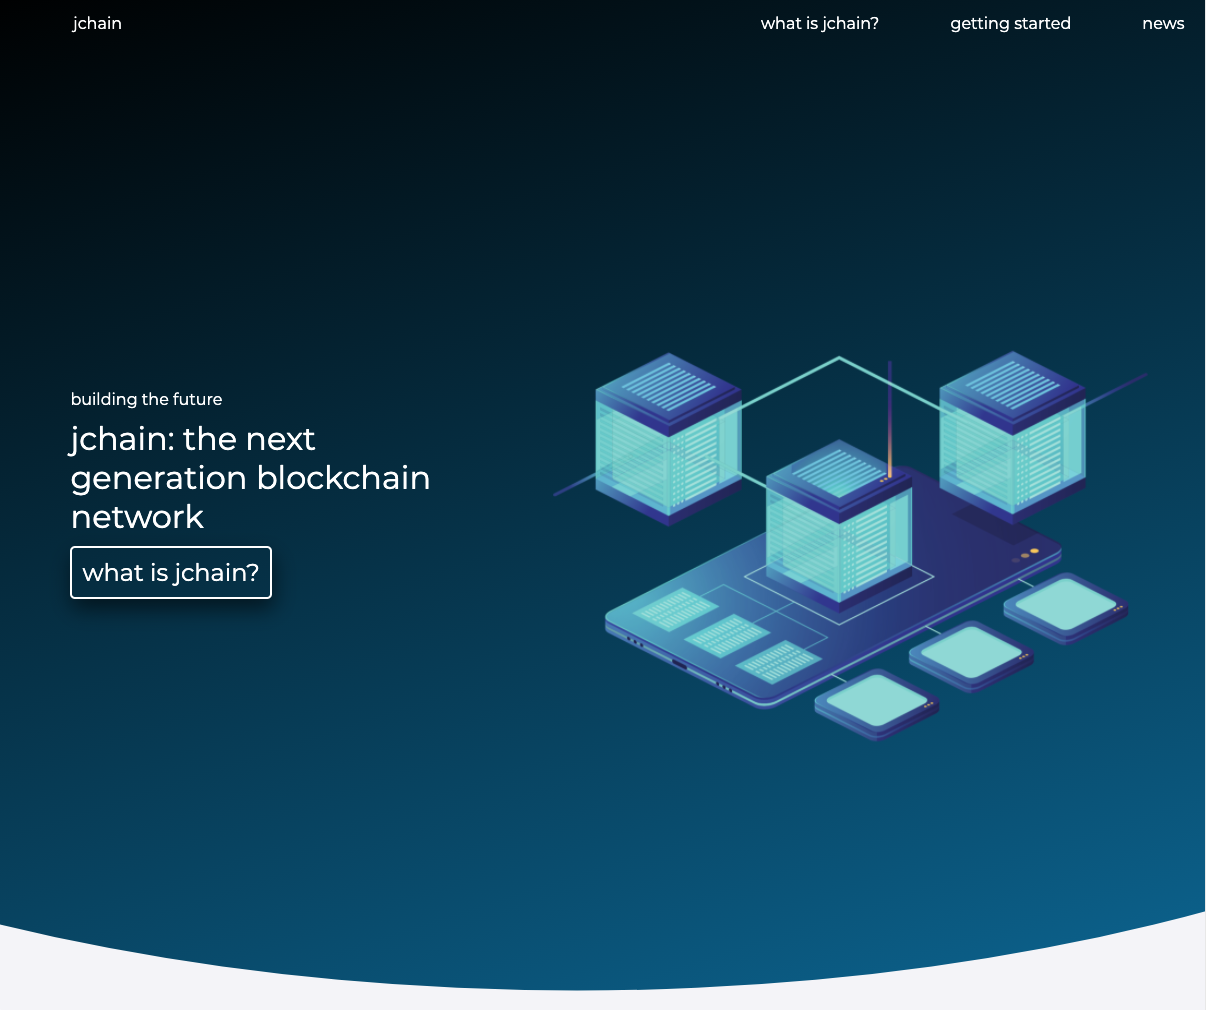 jchain
what is jchain?
getting started
news
building the future
jchain: the next
generation blockchain
network
what is jchain?